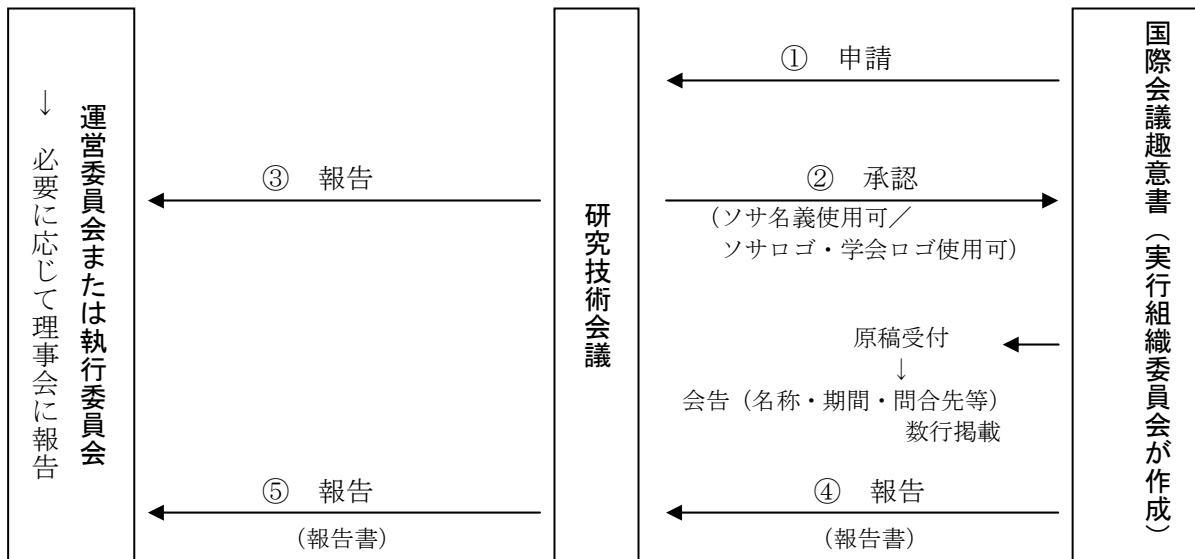 国際会議趣意書（実行組織委員会が作成）
① 申請
←
② 承認
（ソサ名義使用可／
ソサロゴ・学会ロゴ使用可）
③ 報告
原稿受付
↓
会告（名称・期間・問合先等）
数行掲載
④ 報告
（報告書）
⑤ 報告
（報告書）
研究技術会議
運営委員会または執行委員会
↓ 必要に応じて理事会に報告